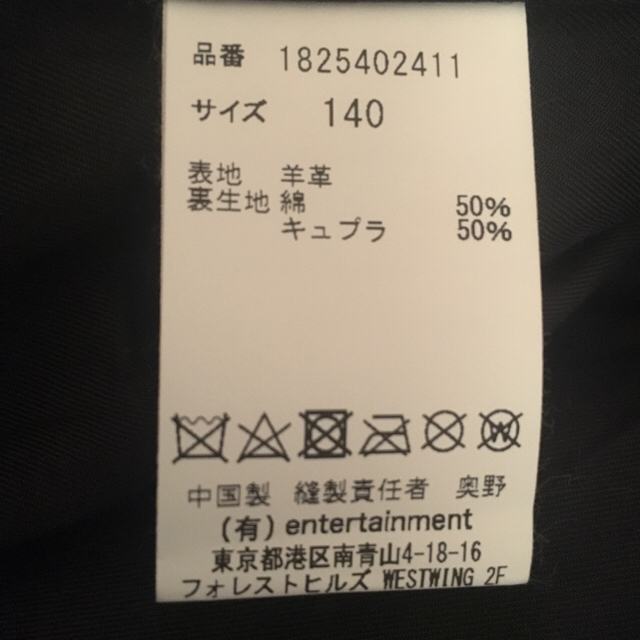 品番 1825402411
サイズ 140
表地 羊革
裏生地 綿 50%
キュプラ 50%
中国製 縫製責任者 奥野
(有) entertainment
東京都港区南青山4-18-16
フォレストヒルズ WESTWING 2F